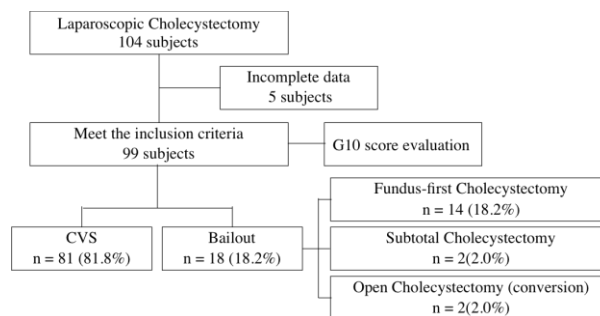 Laparoscopic Cholecystectomy
104 subjects
Incomplete data
5 subjects
Meet the inclusion criteria
99 subjects
G10 score evaluation
CVS
n = 81 (81.8%)
Bailout
n = 18 (18.2%)
Fundus-first Cholecystectomy
n = 14 (18.2%)
Subtotal Cholecystectomy
n = 2(2.0%)
Open Cholecystectomy (conversion)
n = 2(2.0%)